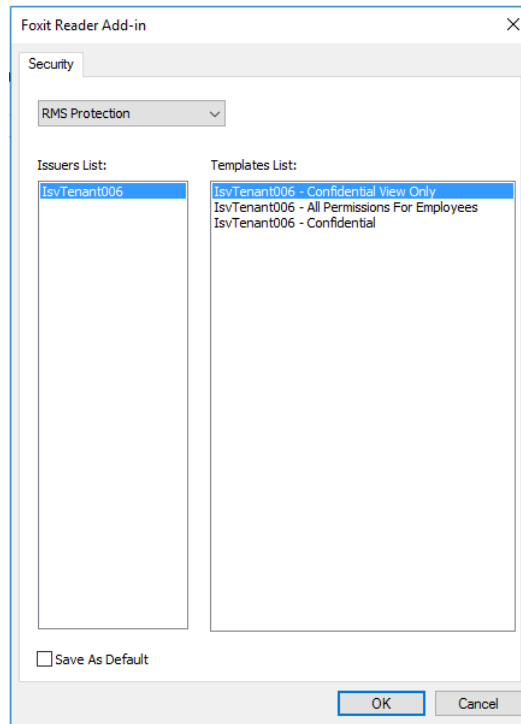 Foxit Reader Add-in
Security
RMS Protection
Issuers List:
Templates List:
IsvTenant006
IsvTenant006 - Confidential View Only
IsvTenant006 - All Permissions For Employees
IsvTenant006 - Confidential
Save As Default
OK
Cancel